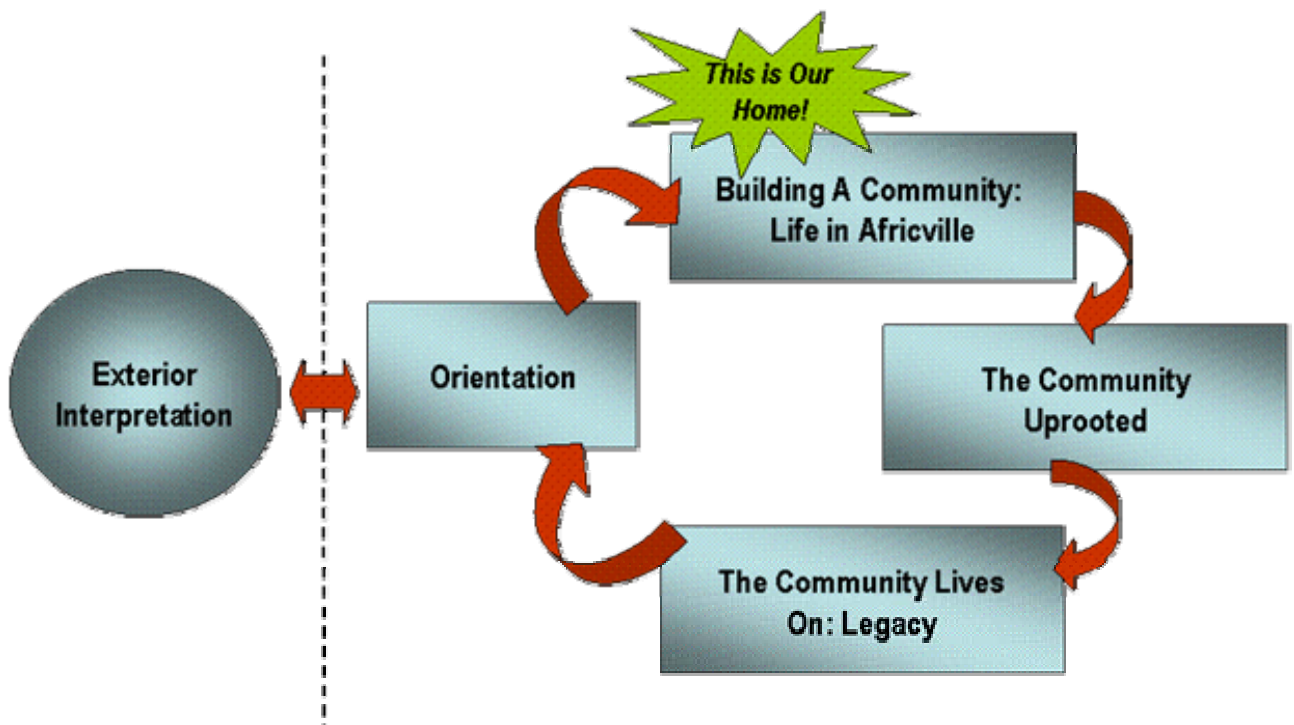 This is Our
Home!
Building A Community:
Life in Africville
Exterior
Interpretation
Orientation
The Community
Uprooted
The Community Lives
On: Legacy